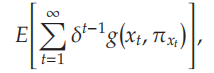 E[∑_{t=1}^{∞} δ^{t−1} g(x_t, π_{x_t})],